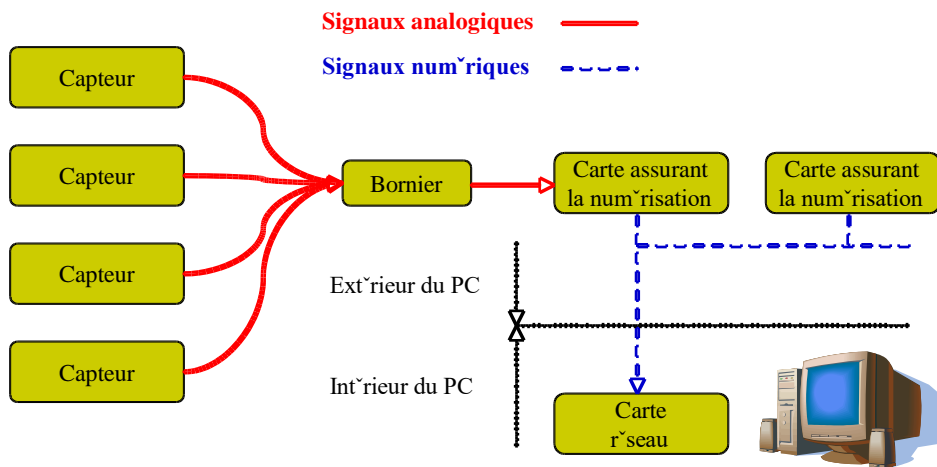 Signaux analogiques
Signaux numˇriques
Capteur
Capteur
Capteur
Capteur
Bornier
Carte assurant
la numˇrisation
Carte assurant
la numˇrisation
Extˇrieur du PC
Intˇrieur du PC
Carte
rˇseau